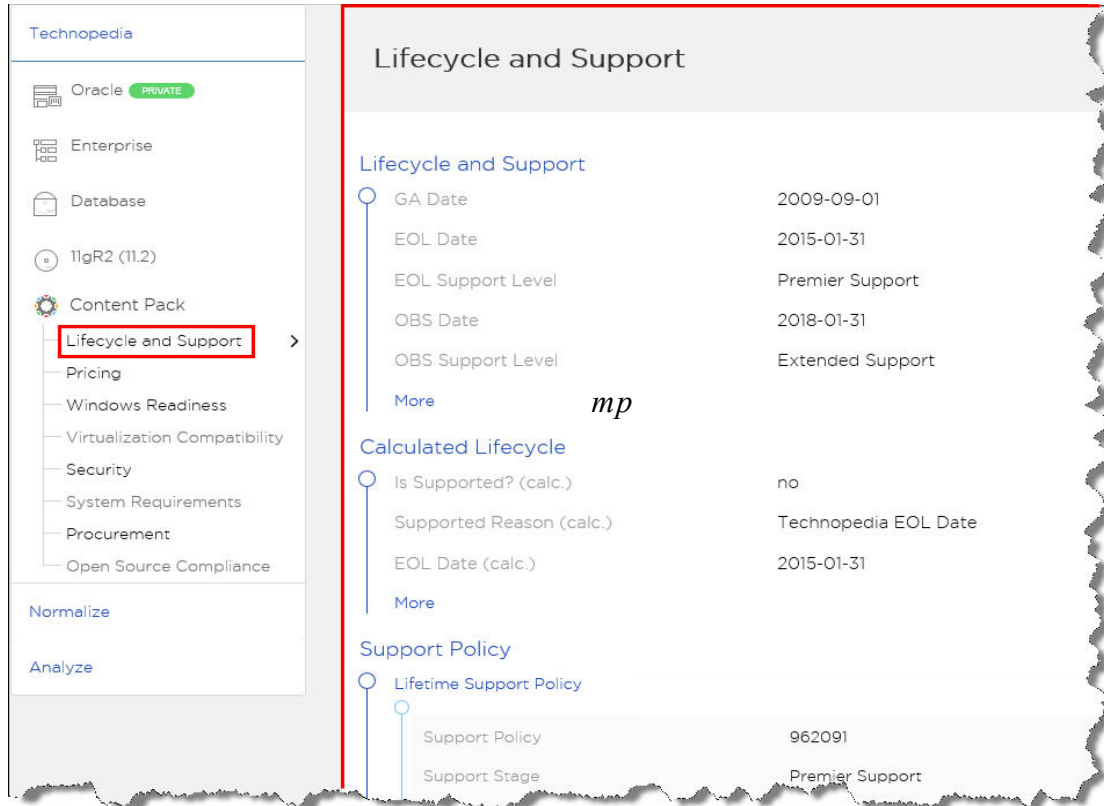 Technopedia
Oracle PRIVATE
Enterprise
Database
11gR2 (11.2)
Content Pack
Lifecycle and Support
Pricing
Windows Readiness
Virtualization Compatibility
Security
System Requirements
Procurement
Open Source Compliance
Normalize
Analyze
Lifecycle and Support
Lifecycle and Support
GA Date 2009-09-01
EOL Date 2015-01-31
EOL Support Level Premier Support
OBS Date 2018-01-31
OBS Support Level Extended Support
More
mp
Calculated Lifecycle
Is Supported? (calc.) no
Supported Reason (calc.) Technopedia EOL Date
EOL Date (calc.) 2015-01-31
More
Support Policy
Lifetime Support Policy
Support Policy 962091
Support Stage Premier Support